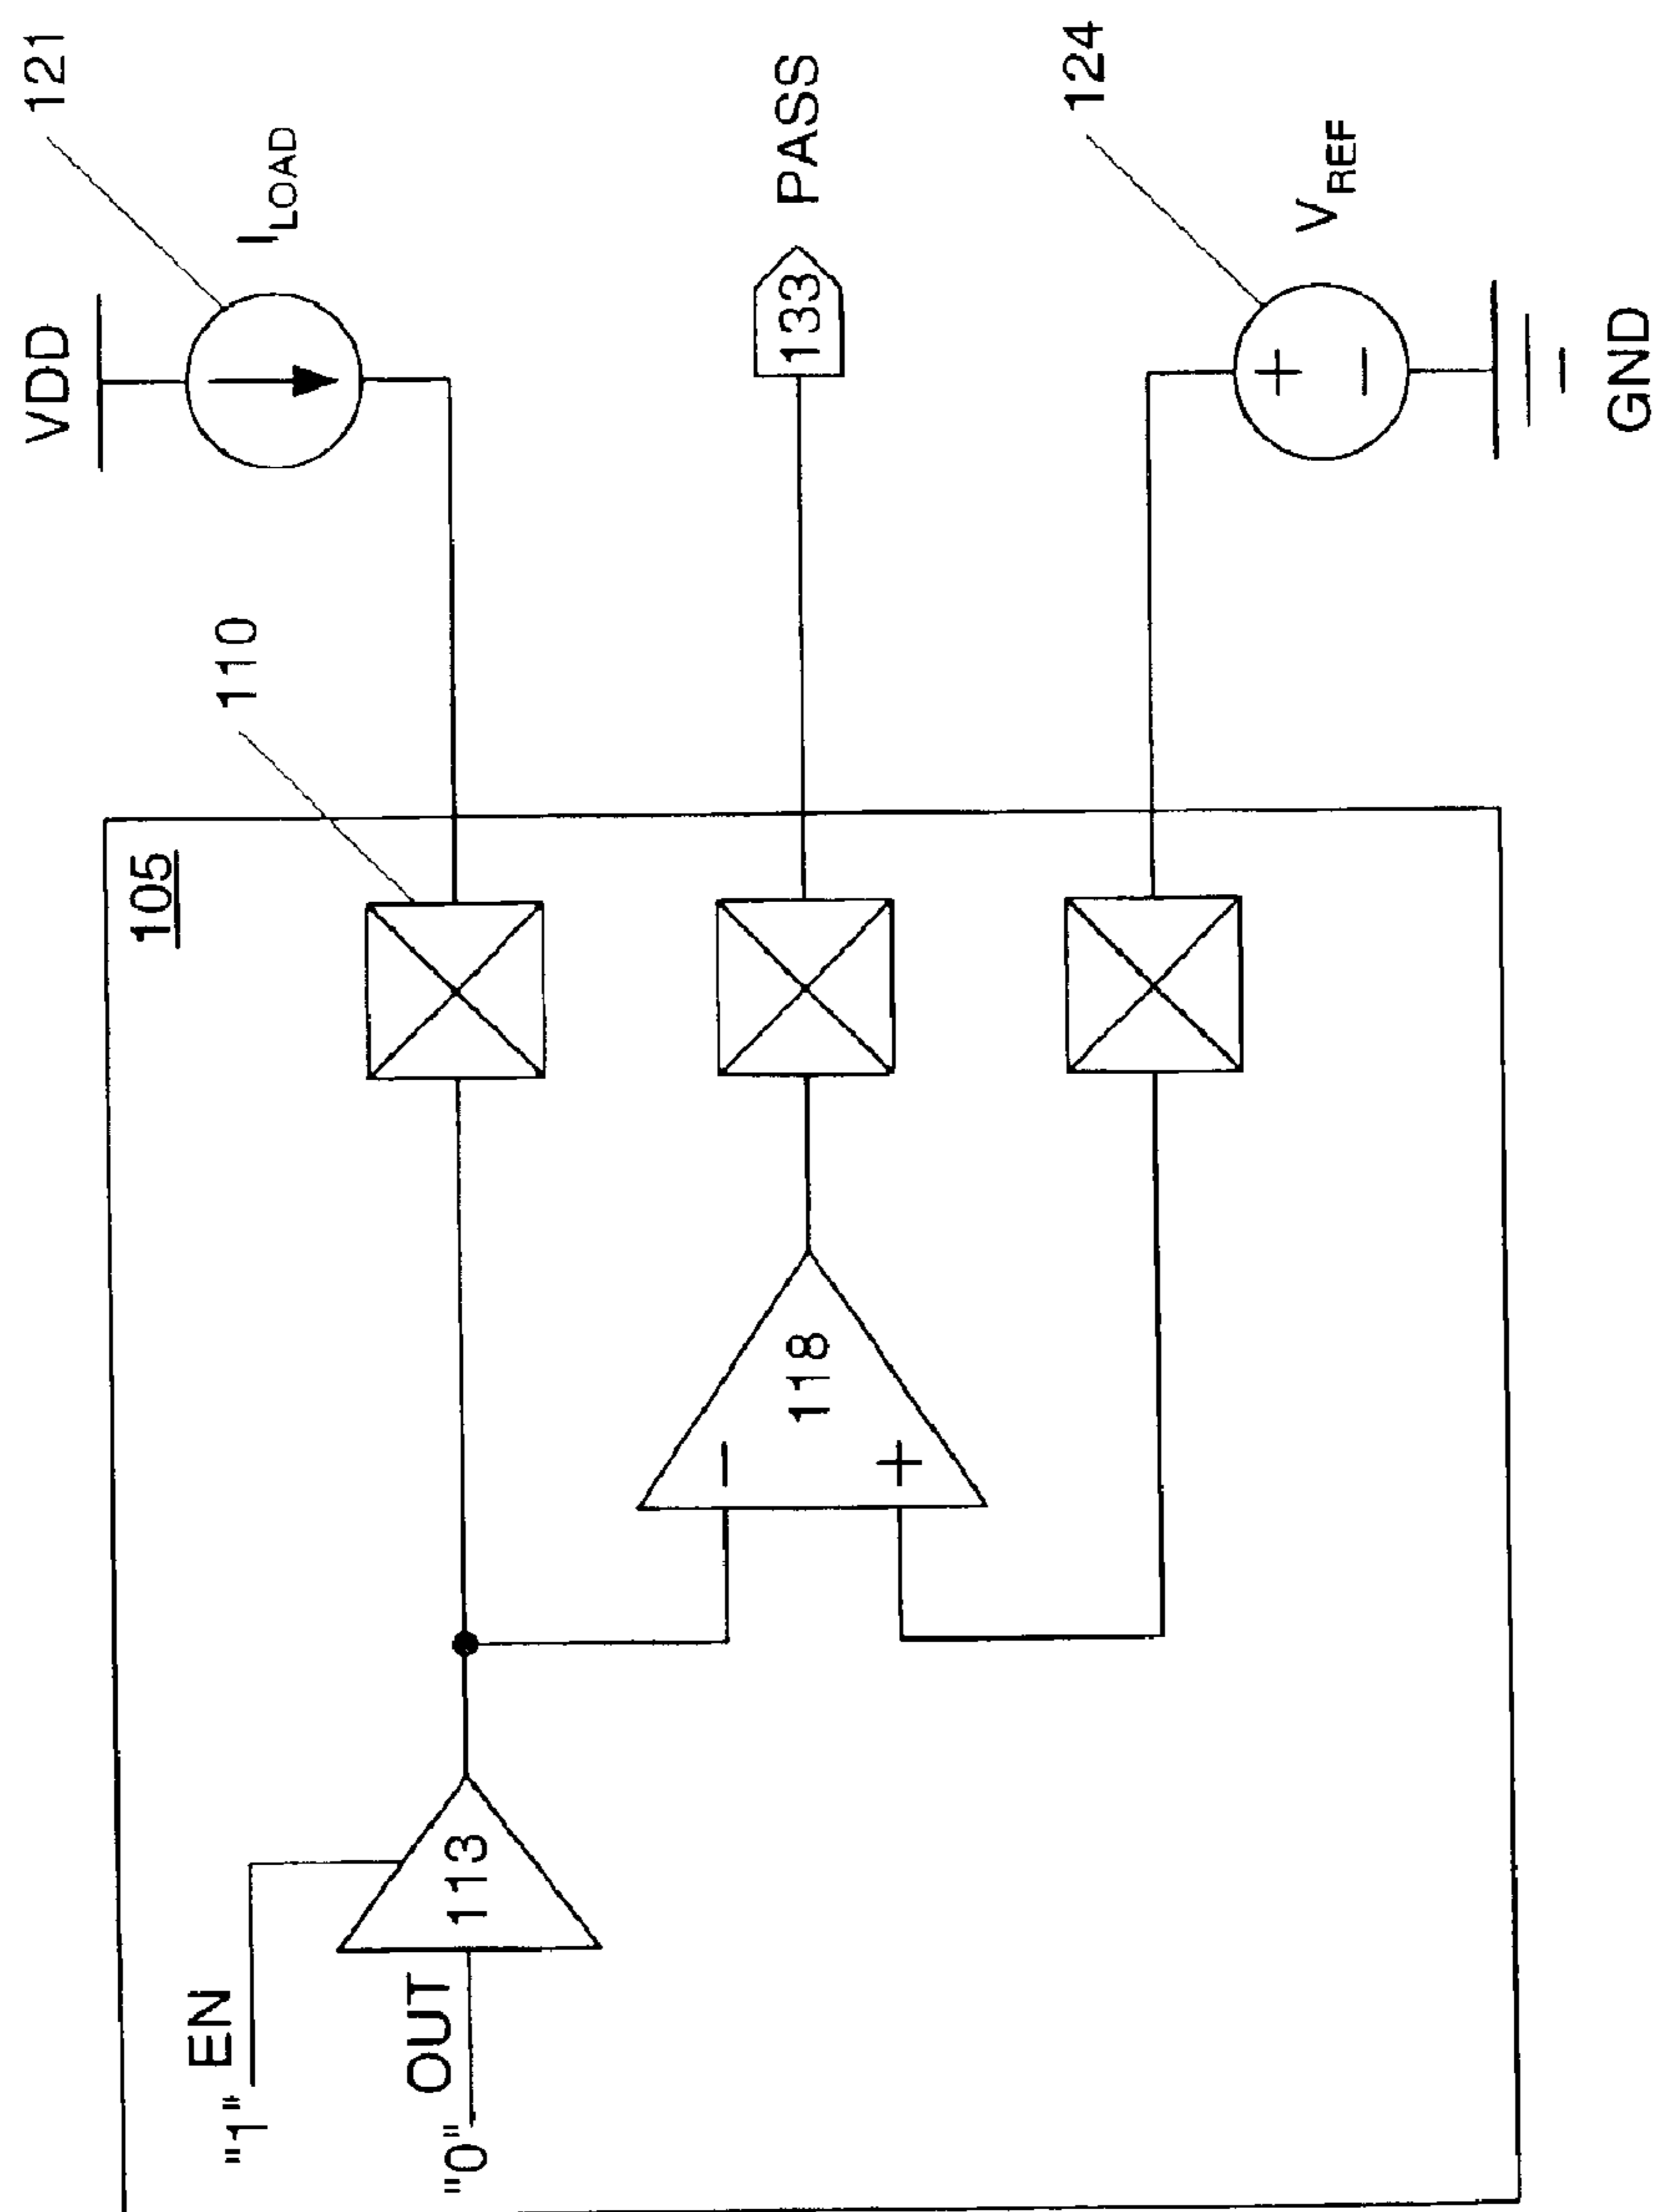 VDD
121
I_LOAD
110
105
"1" EN
"0" OUT
113
−
118
+
133
PASS
124
+
−
V_REF
GND